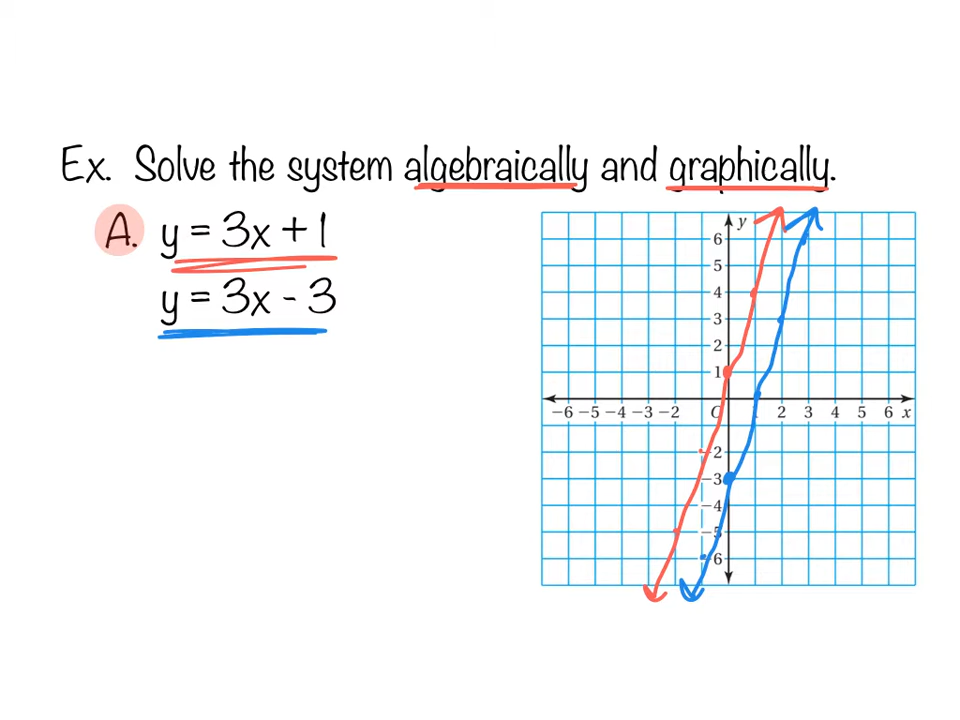 Ex. Solve the system algebraically and graphically.
A. y = 3x + 1
y = 3x - 3
y
6
5
4
3
2
1
-6 -5 -4 -3 -2 O 2 3 4 5 6 x
-2
-3
-4
-5
-6